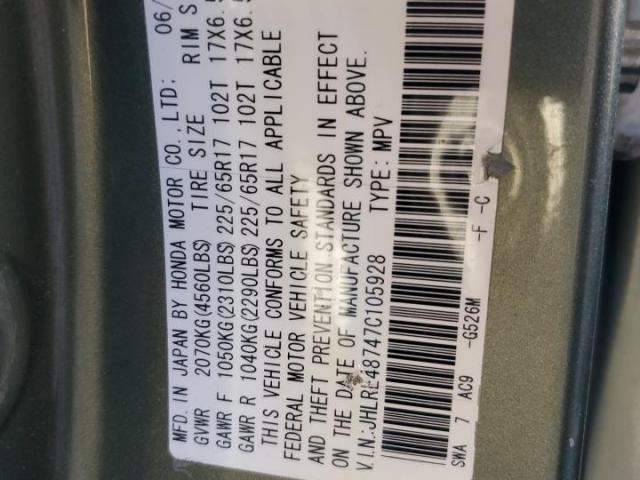 MFD. IN JAPAN BY HONDA MOTOR CO., LTD; 06/
GVWR 2070KG(4560LBS) TIRE SIZE RIM S
GAWR F 1050KG(2310LBS) 225/65R17 102T 17X6.5
GAWR R 1040KG(2290LBS) 225/65R17 102T 17X6.5
THIS VEHICLE CONFORMS TO ALL APPLICABLE
FEDERAL MOTOR VEHICLE SAFETY
AND THEFT PREVENTION STANDARDS IN EFFECT
ON THE DATE OF MANUFACTURE SHOWN ABOVE.
V.I.N.:JHLRE48747C105928 TYPE: MPV
SWA 7 AC9 -G526M -F -C